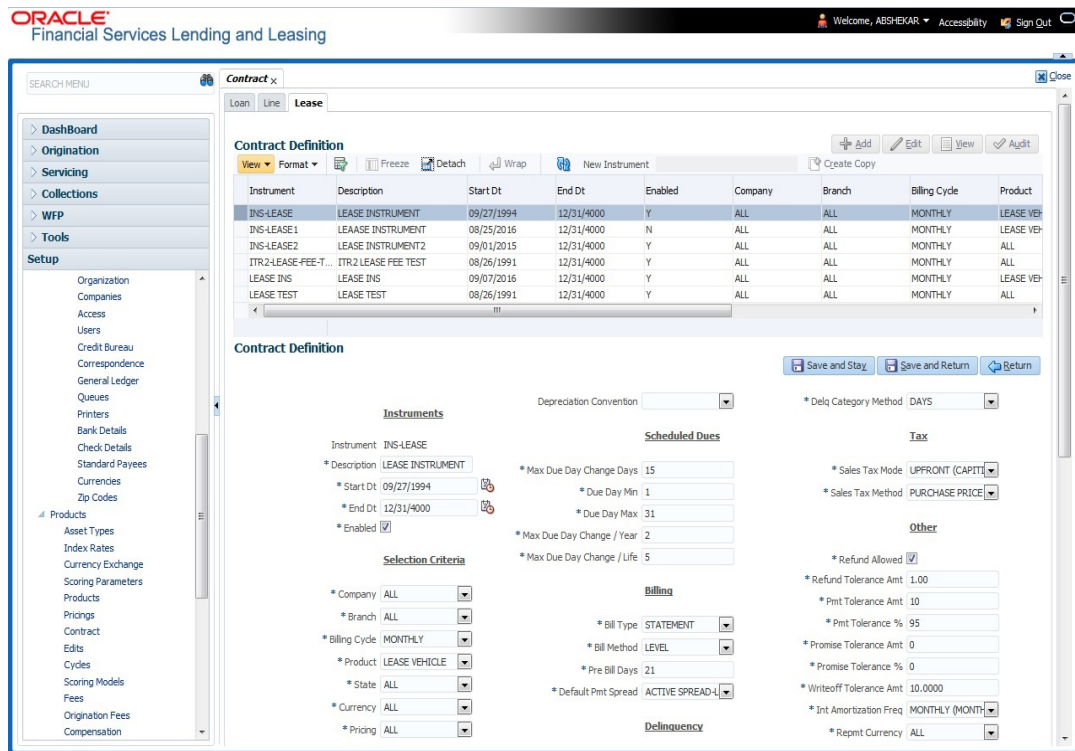 ORACLE
Financial Services Lending and Leasing
Welcome, ABSHEKAR Accessibility Sign Out
SEARCH MENU
DashBoard
Origination
Servicing
Collections
WFP
Tools
Setup
Organization
Companies
Access
Users
Credit Bureau
Correspondence
General Ledger
Queues
Printers
Bank Details
Check Details
Standard Payees
Currencies
Zip Codes
Products
Asset Types
Index Rates
Currency Exchange
Scoring Parameters
Products
Pricings
Contract
Edits
Cycles
Scoring Models
Fees
Origination Fees
Compensation
Contract x
Close
Loan Line Lease
Contract Definition
Add Edit View Audit
View Format Freeze Detach Wrap New Instrument Create Copy
Instrument Description Start Dt End Dt Enabled Company Branch Billing Cycle Product
INS-LEASE LEASE INSTRUMENT 09/27/1994 12/31/4000 Y ALL ALL MONTHLY LEASE VEH
INS-LEASE1 LEAASE INSTRUMENT 08/25/2016 12/31/4000 N ALL ALL MONTHLY LEASE VEH
INS-LEASE2 LEASE INSTRUMENT2 09/01/2015 12/31/4000 Y ALL ALL MONTHLY ALL
ITR2-LEASE-FEE-T... ITR2 LEASE FEE TEST 08/26/1991 12/31/4000 Y ALL ALL MONTHLY ALL
LEASE INS LEASE INS 09/07/2016 12/31/4000 Y ALL ALL MONTHLY LEASE VEH
LEASE TEST LEASE TEST 08/26/1991 12/31/4000 Y ALL ALL MONTHLY ALL
Contract Definition
Save and Stay Save and Return Return
Instruments
Instrument INS-LEASE
* Description LEASE INSTRUMENT
* Start Dt 09/27/1994
* End Dt 12/31/4000
* Enabled
Selection Criteria
* Company ALL
* Branch ALL
* Billing Cycle MONTHLY
* Product LEASE VEHICLE
* State ALL
* Currency ALL
* Pricing ALL
Depreciation Convention
Scheduled Dues
* Max Due Day Change Days 15
* Due Day Min 1
* Due Day Max 31
* Max Due Day Change / Year 2
* Max Due Day Change / Life 5
Billing
* Bill Type STATEMENT
* Bill Method LEVEL
* Pre Bill Days 21
* Default Pmt Spread ACTIVE SPREAD-L
Delinquency
* Delq Category Method DAYS
Tax
* Sales Tax Mode UPFRONT (CAPITI
* Sales Tax Method PURCHASE PRICE
Other
* Refund Allowed
* Refund Tolerance Amt 1.00
* Pmt Tolerance Amt 10
* Pmt Tolerance % 95
* Promise Tolerance Amt 0
* Promise Tolerance % 0
* Writeoff Tolerance Amt 10.0000
* Int Amortization Freq MONTHLY (MONTH
* Repmt Currency ALL